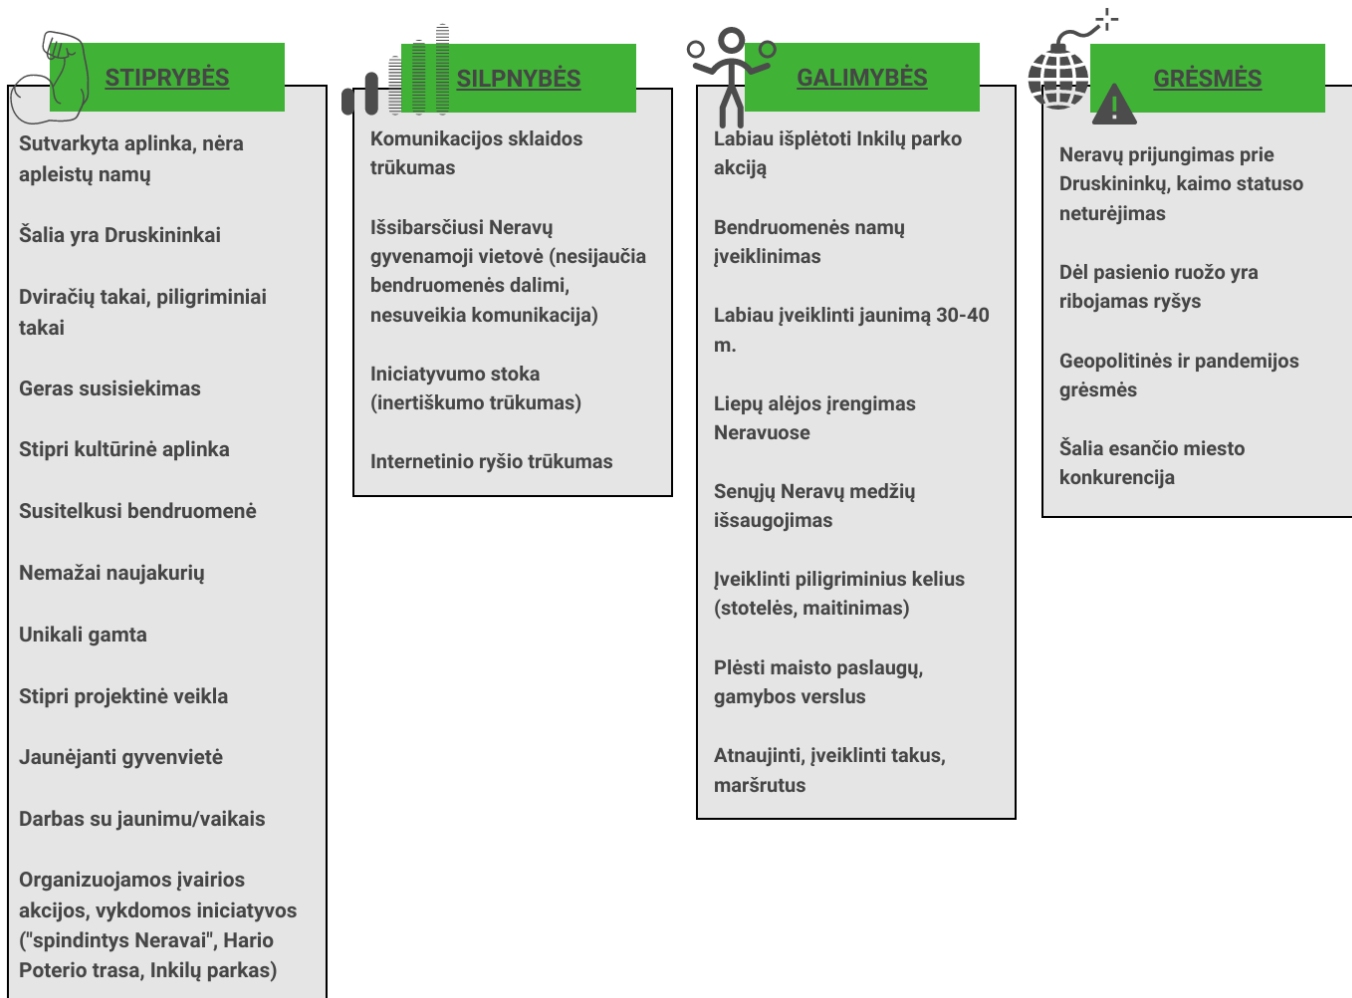 STIPRYBĖS
Sutvarkyta aplinka, nėra
apleistų namų
Šalia yra Druskininkai
Dviračių takai, piligriminiai
takai
Geras susisiekimas
Stipri kultūrinė aplinka
Susitelkusi bendruomenė
Nemažai naujakurių
Unikali gamta
Stipri projektinė veikla
Jaunėjanti gyvenvietė
Darbas su jaunimu/vaikais
Organizuojamos įvairios
akcijos, vykdomos iniciatyvos
("spindintys Neravai", Hario
Poterio trasa, Inkilų parkas)
SILPNYBĖS
Komunikacijos sklaidos
trūkumas
Išsibarsčiusi Neravų
gyvenamoji vietovė (nesijaučia
bendruomenės dalimi,
nesuveikia komunikacija)
Iniciatyvumo stoka
(inertiškumo trūkumas)
Internetinio ryšio trūkumas
GALIMYBĖS
Labiau išplėtoti Inkilų parko
akciją
Bendruomenės namų
įveiklinimas
Labiau įveiklinti jaunimą 30-40
m.
Liepų alėjos įrengimas
Neravuose
Senųjų Neravų medžių
išsaugojimas
Įveiklinti piligriminius kelius
(stotelės, maitinimas)
Plėsti maisto paslaugų,
gamybos verslus
Atnaujinti, įveiklinti takus,
maršrutus
GRĖSMĖS
Neravų prijungimas prie
Druskininkų, kaimo statuso
neturėjimas
Dėl pasienio ruožo yra
ribojamas ryšys
Geopolitinės ir pandemijos
grėsmės
Šalia esančio miesto
konkurencija